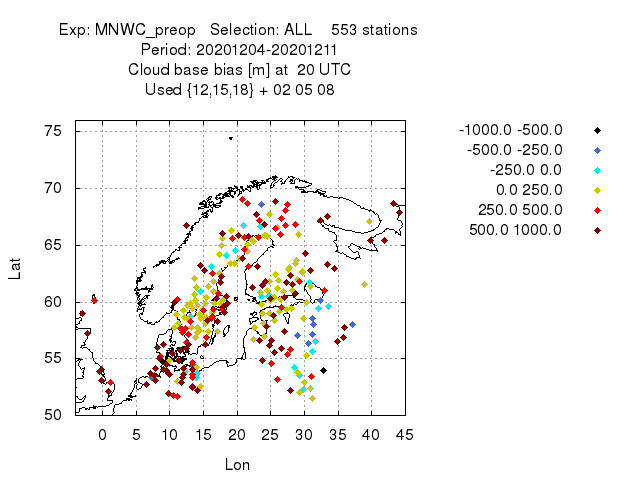 Exp: MNWC_preop   Selection: ALL    553 stations
Period: 20201204-20201211
Cloud base bias [m] at  20 UTC
Used {12,15,18} + 02 05 08
-1000.0 -500.0
-500.0 -250.0
-250.0 0.0
0.0 250.0
250.0 500.0
500.0 1000.0
75
70
65
60
55
50
Lat
0 5 10 15 20 25 30 35 40 45
Lon